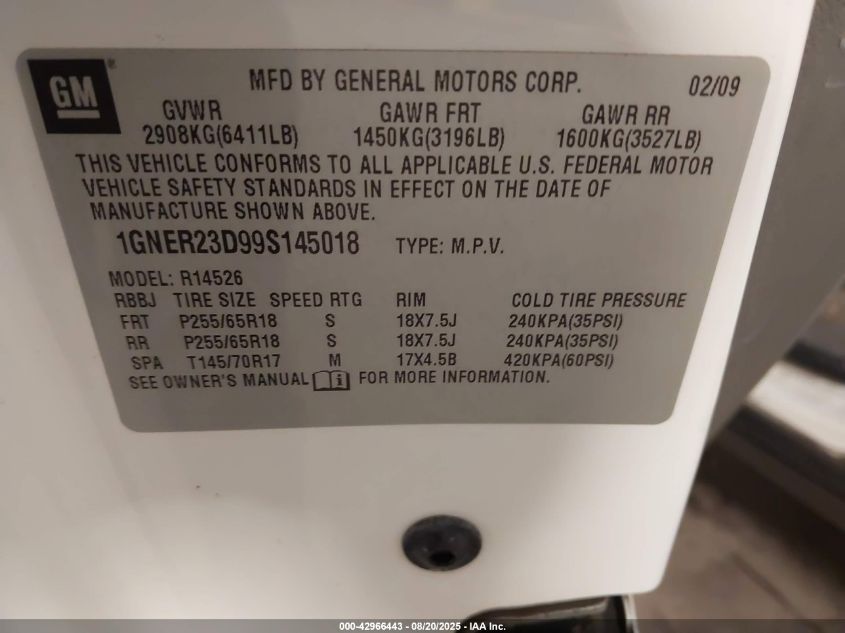 GM®
MFD BY GENERAL MOTORS CORP. 02/09
GVWR GAWR FRT GAWR RR
2908KG(6411LB) 1450KG(3196LB) 1600KG(3527LB)
THIS VEHICLE CONFORMS TO ALL APPLICABLE U.S. FEDERAL MOTOR
VEHICLE SAFETY STANDARDS IN EFFECT ON THE DATE OF
MANUFACTURE SHOWN ABOVE.
1GNER23D99S145018 TYPE: M.P.V.
MODEL: R14526
RBBJ TIRE SIZE SPEED RTG RIM COLD TIRE PRESSURE
FRT P255/65R18 S 18X7.5J 240KPA(35PSI)
RR P255/65R18 S 18X7.5J 240KPA(35PSI)
SPA T145/70R17 M 17X4.5B 420KPA(60PSI)
SEE OWNER'S MANUAL i FOR MORE INFORMATION.
000-42966443 - 08/20/2025 - IAA Inc.